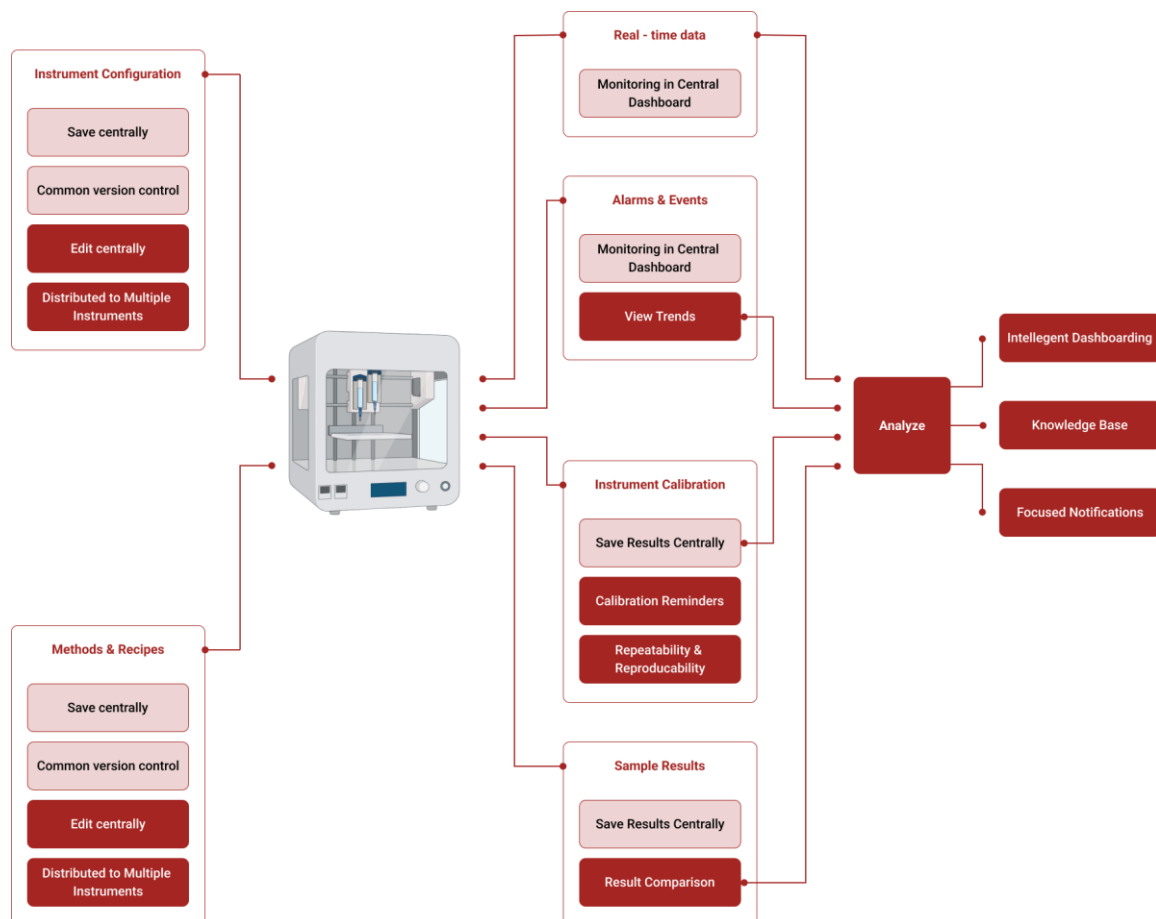 Instrument Configuration
Save centrally
Common version control
Edit centrally
Distributed to Multiple
Instruments
Methods & Recipes
Save centrally
Common version control
Edit centrally
Distributed to Multiple
Instruments
Real - time data
Monitoring in Central
Dashboard
Alarms & Events
Monitoring in Central
Dashboard
View Trends
Instrument Calibration
Save Results Centrally
Calibration Reminders
Repeatability &
Reproducability
Sample Results
Save Results Centrally
Result Comparison
Analyze
Intellegent Dashboarding
Knowledge Base
Focused Notifications